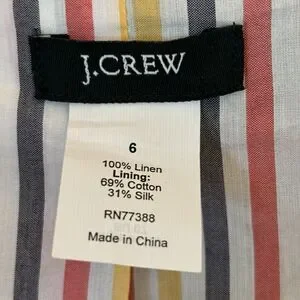 J.CREW
6
100% Linen
Lining:
69% Cotton
31% Silk
RN77388
Made in China